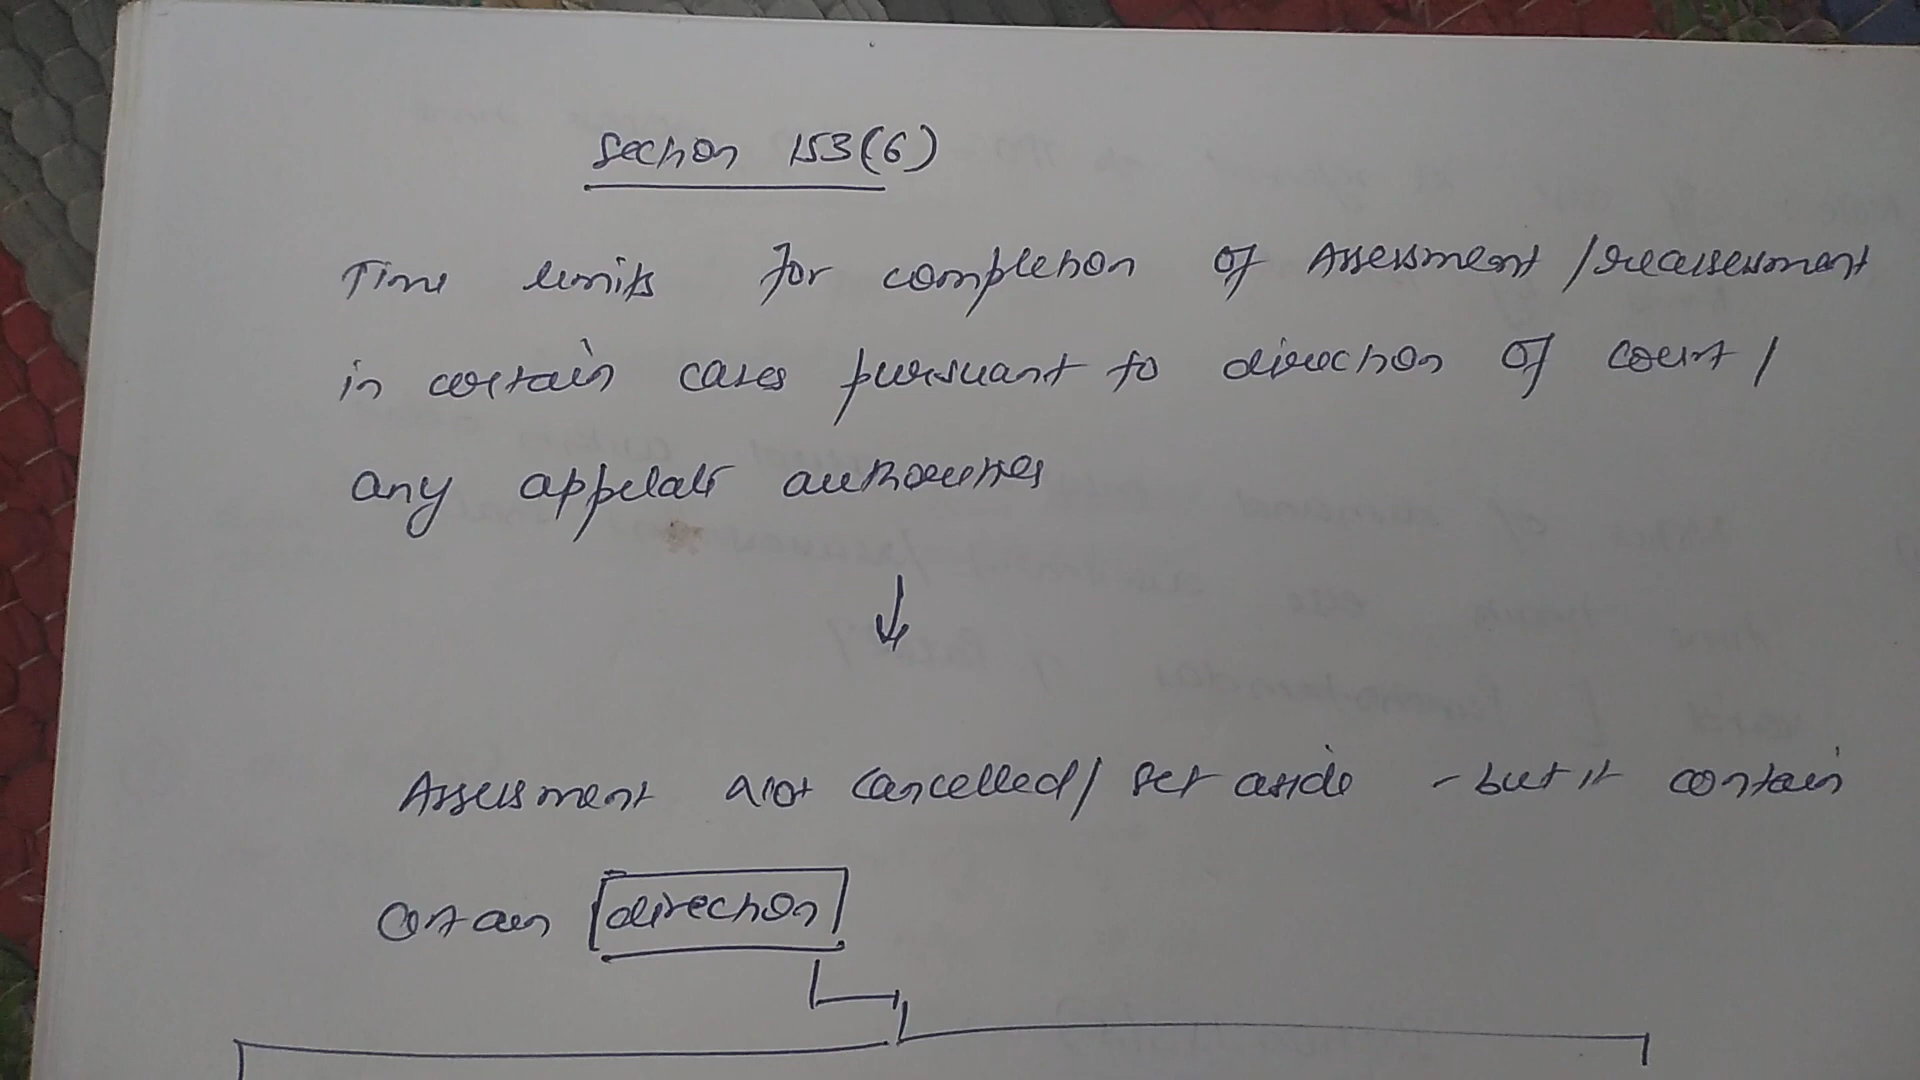 Section 153(6)
Time limits for completion of Assessment / reassessment
in certain cases pursuant to direction of court /
any appelate authorities
Assessment not cancelled / set aside - but it contain
certain direction